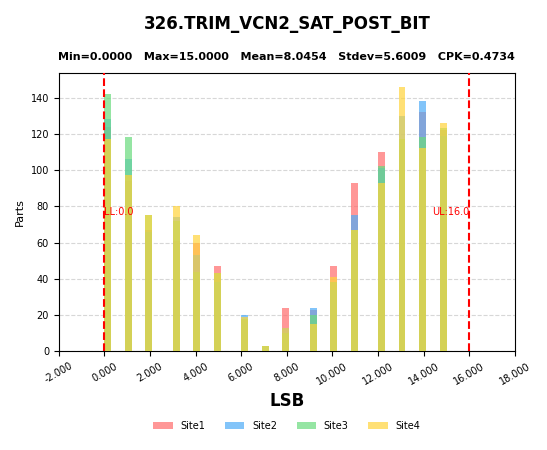 326.TRIM_VCN2_SAT_POST_BIT
Min=0.0000 Max=15.0000 Mean=8.0454 Stdev=5.6009 CPK=0.4734
140
120
100
80
60
40
20
0
Parts
LL:0.0
UL:16.0
-2.000 0.000 2.000 4.000 6.000 8.000 10.000 12.000 14.000 16.000 18.000
LSB
Site1 Site2 Site3 Site4